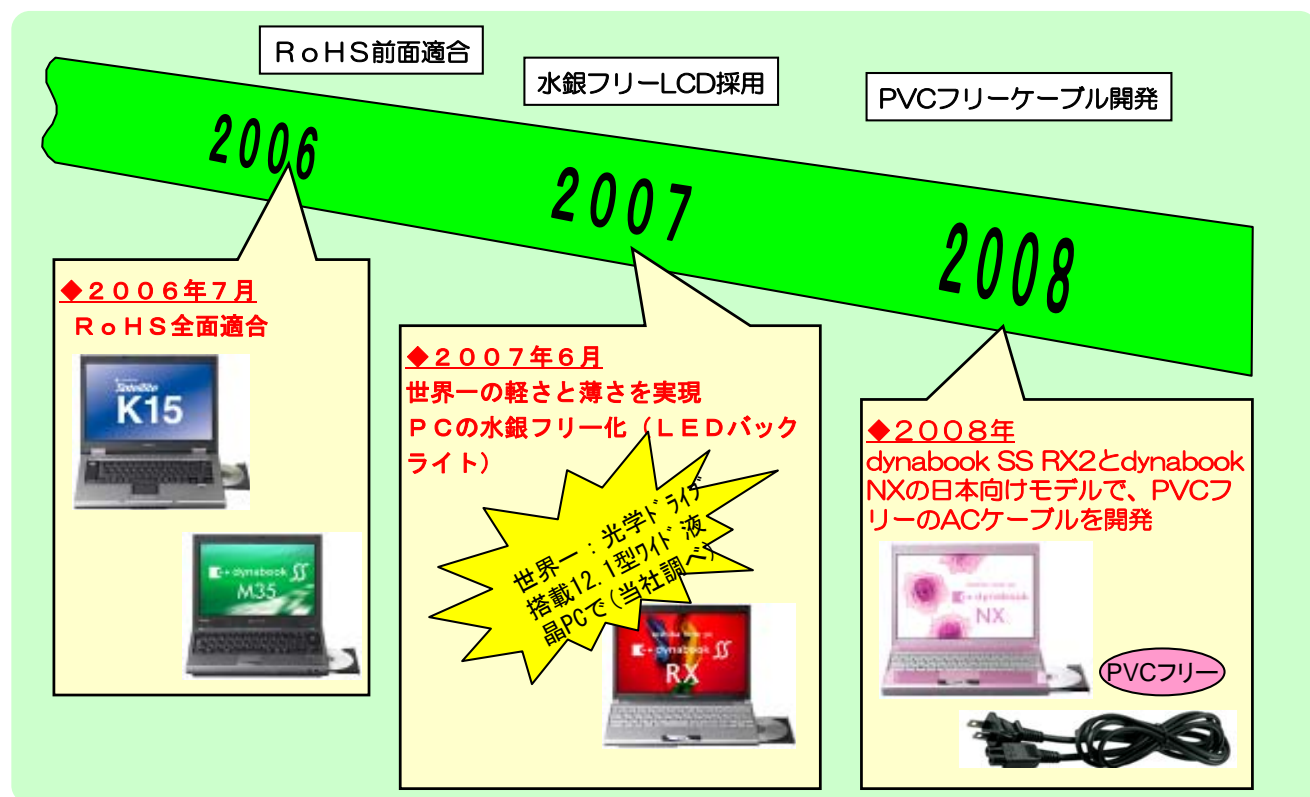 RoHS前面適合
水銀フリーLCD採用
PVCフリーケーブル開発
2006
2007
2008
◆2006年7月
RoHS全面適合
Satellite
K15
dynabook SS
M35
◆2007年6月
世界一の軽さと薄さを実現
PCの水銀フリー化（LEDバック
ライト）
世界一：光学ﾄﾞﾗｲﾌﾞ
搭載12.1型ﾜｲﾄﾞ液
晶PCで(当社調べ)
dynabook SS
RX
◆2008年
dynabook SS RX2とdynabook
NXの日本向けモデルで、PVCフ
リーのACケーブルを開発
dynabook
NX
PVCフリー